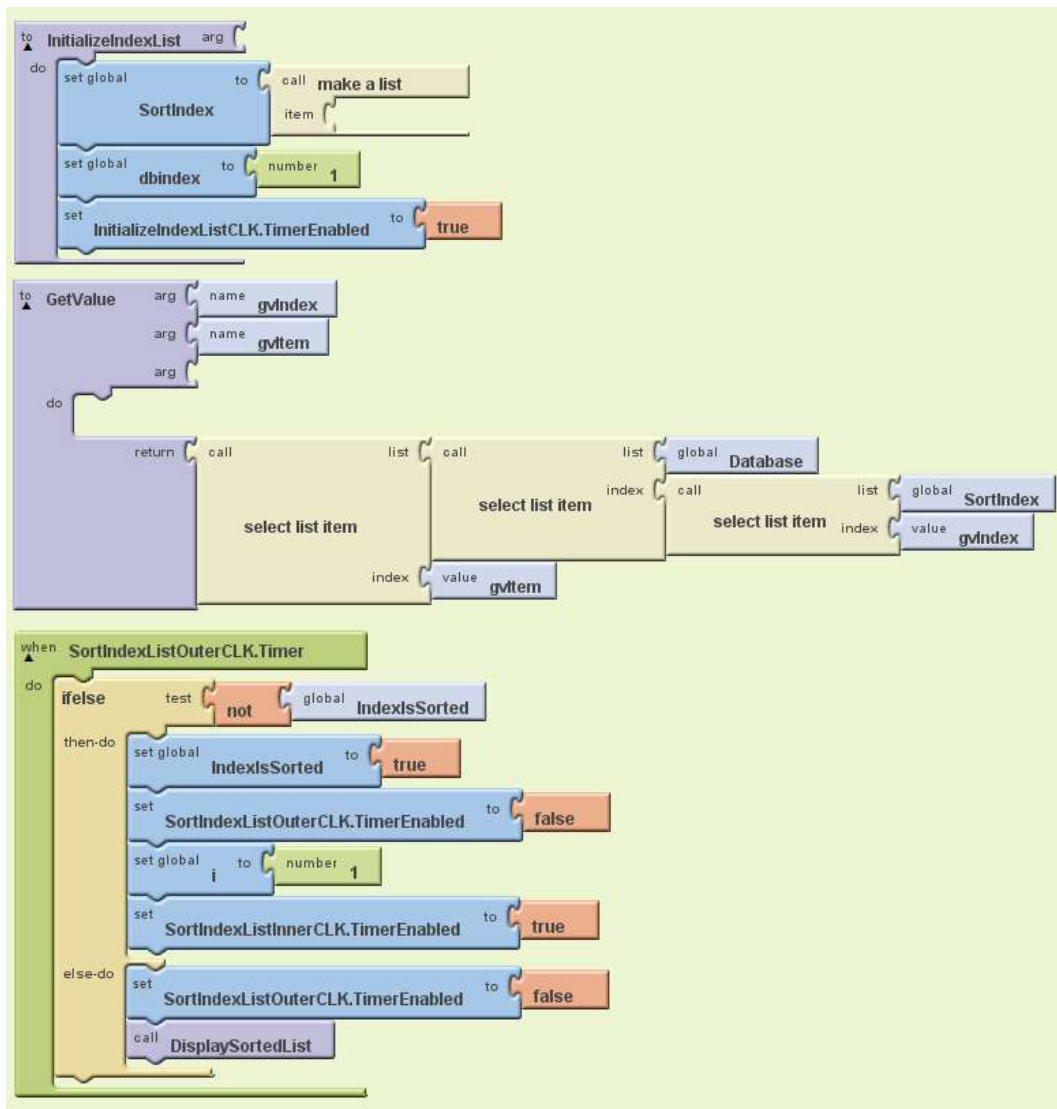 to InitializeIndexList arg
do set global SortIndex to call make a list
item
set global dbindex to number 1
set InitializeIndexListCLK.TimerEnabled to true
to GetValue arg name gvIndex
arg name gvItem
arg
do
return call select list item list call select list item list global Database
index call select list item list global SortIndex
index value gvIndex
index value gvItem
when SortIndexListOuterCLK.Timer
do ifelse test not global IndexIsSorted
then-do set global IndexIsSorted to true
set SortIndexListOuterCLK.TimerEnabled to false
set global i to number 1
set SortIndexListInnerCLK.TimerEnabled to true
else-do set SortIndexListOuterCLK.TimerEnabled to false
call DisplaySortedList